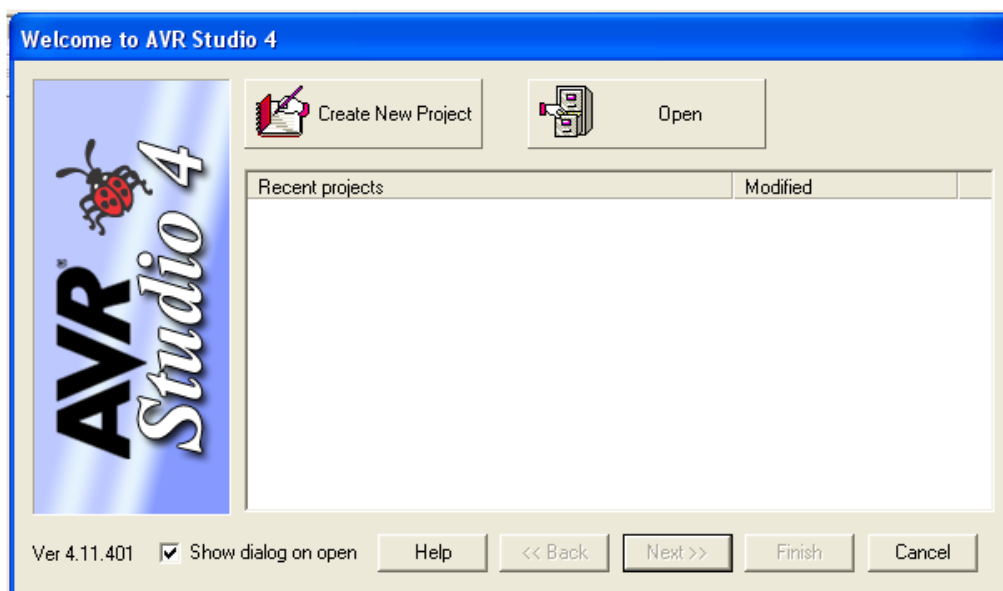 Welcome to AVR Studio 4
Create New Project
Open
Recent projects
Modified
AVR®
Studio 4
Ver 4.11.401
Show dialog on open
Help
<< Back
Next >>
Finish
Cancel